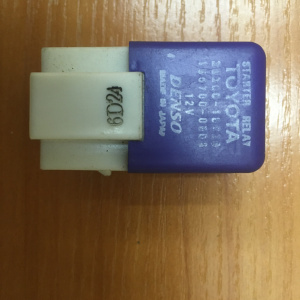 STARTER RELAY
TOYOTA
12V
DENSO
MADE IN JAPAN
6D24